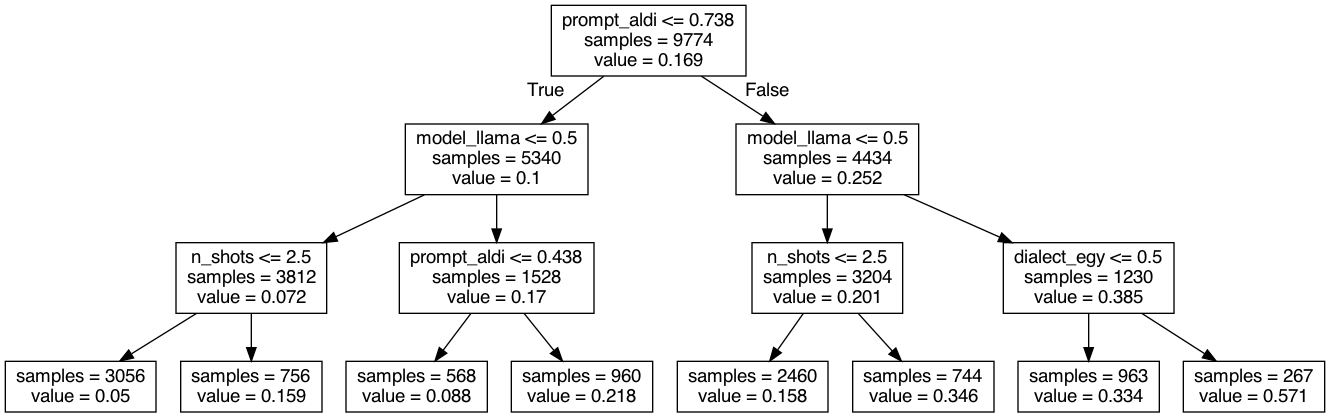 prompt_aldi <= 0.738
samples = 9774
value = 0.169
True
False
model_llama <= 0.5
samples = 5340
value = 0.1
model_llama <= 0.5
samples = 4434
value = 0.252
n_shots <= 2.5
samples = 3812
value = 0.072
prompt_aldi <= 0.438
samples = 1528
value = 0.17
n_shots <= 2.5
samples = 3204
value = 0.201
dialect_egy <= 0.5
samples = 1230
value = 0.385
samples = 3056
value = 0.05
samples = 756
value = 0.159
samples = 568
value = 0.088
samples = 960
value = 0.218
samples = 2460
value = 0.158
samples = 744
value = 0.346
samples = 963
value = 0.334
samples = 267
value = 0.571